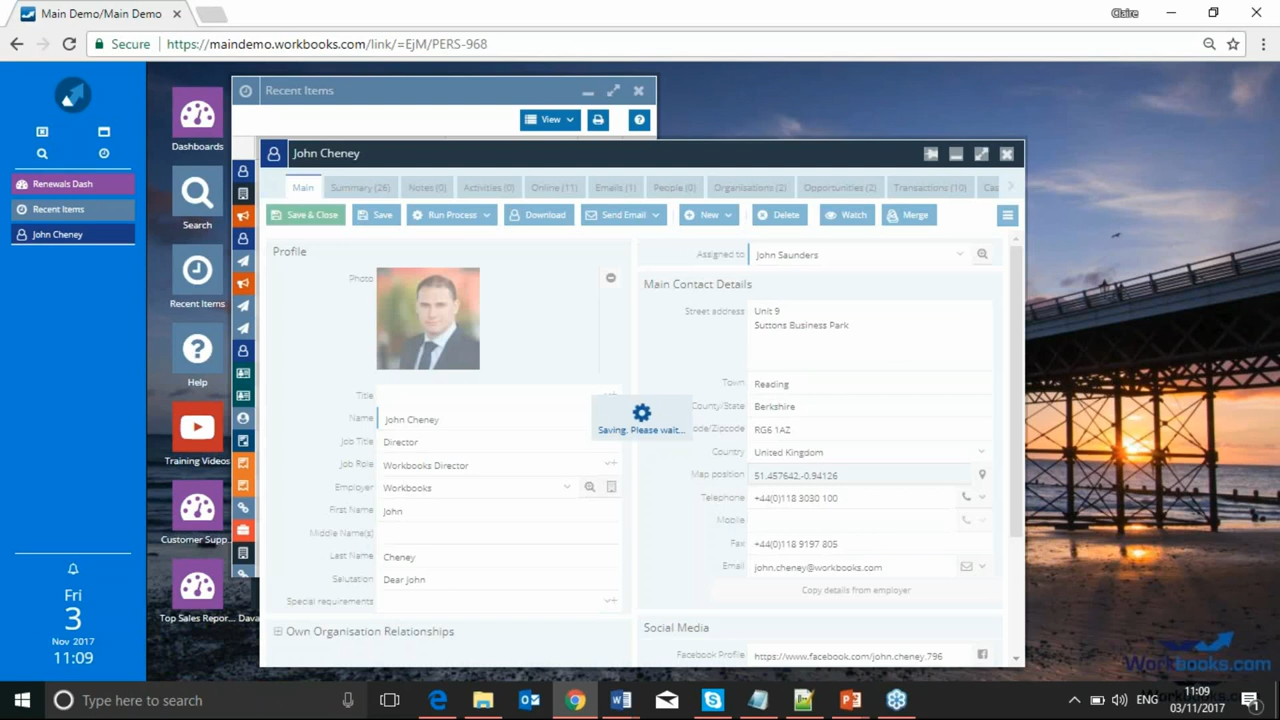 Main Demo/Main Demo
Claire
Secure
https://maindemo.workbooks.com/link/=EjM/PERS-968
Renewals Dash
Recent Items
John Cheney
Fri
3
Nov 2017
11:09
Dashboards
Search
Recent Items
Help
Training Videos
Customer Supp...
Top Sales Repor...
Dava
Recent Items
View
John Cheney
Main
Summary (26)
Notes (0)
Activities (0)
Online (11)
Emails (1)
People (0)
Organisations (2)
Opportunities (2)
Transactions (10)
Cas
Save & Close
Save
Run Process
Download
Send Email
New
Delete
Watch
Merge
Profile
Photo
Title
Name John Cheney
Job Title Director
Job Role Workbooks Director
Employer Workbooks
First Name John
Middle Name(s)
Last Name Cheney
Salutation Dear John
Special requirements
Own Organisation Relationships
Saving. Please wait...
Assigned to John Saunders
Main Contact Details
Street address Unit 9
Suttons Business Park
Town Reading
County/State Berkshire
code/Zipcode RG6 1AZ
Country United Kingdom
Map position 51.457642,-0.94126
Telephone +44(0)118 3030 100
Mobile
Fax +44(0)118 9197 805
Email john.cheney@workbooks.com
Copy details from employer
Social Media
Facebook Profile https://www.facebook.com/john.cheney.796
Workbooks.com
Workbooks.com
Type here to search
ENG
11:09
03/11/2017
1